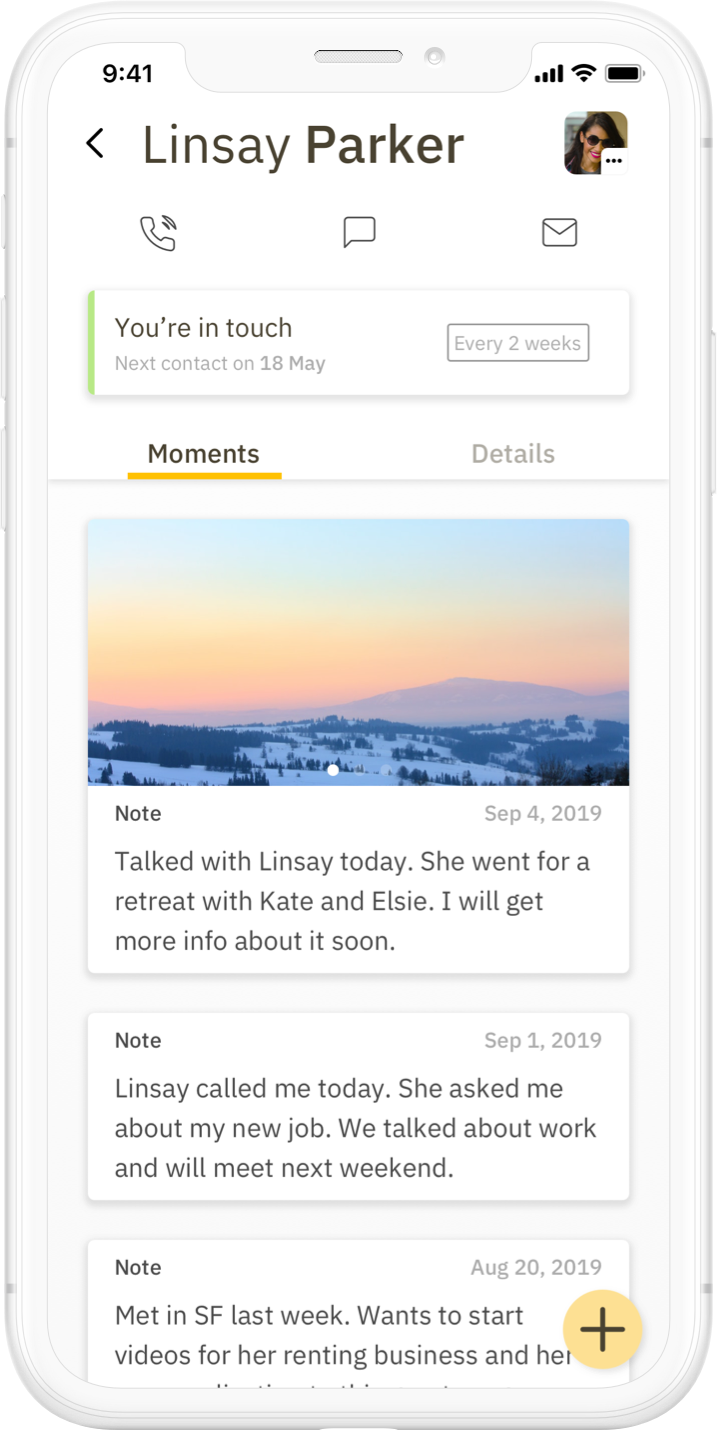 9:41
Linsay Parker
You’re in touch
Next contact on 18 May
Every 2 weeks
Moments
Details
Note
Sep 4, 2019
Talked with Linsay today. She went for a
retreat with Kate and Elsie. I will get
more info about it soon.
Note
Sep 1, 2019
Linsay called me today. She asked me
about my new job. We talked about work
and will meet next weekend.
Note
Aug 20, 2019
Met in SF last week. Wants to start
videos for her renting business and her